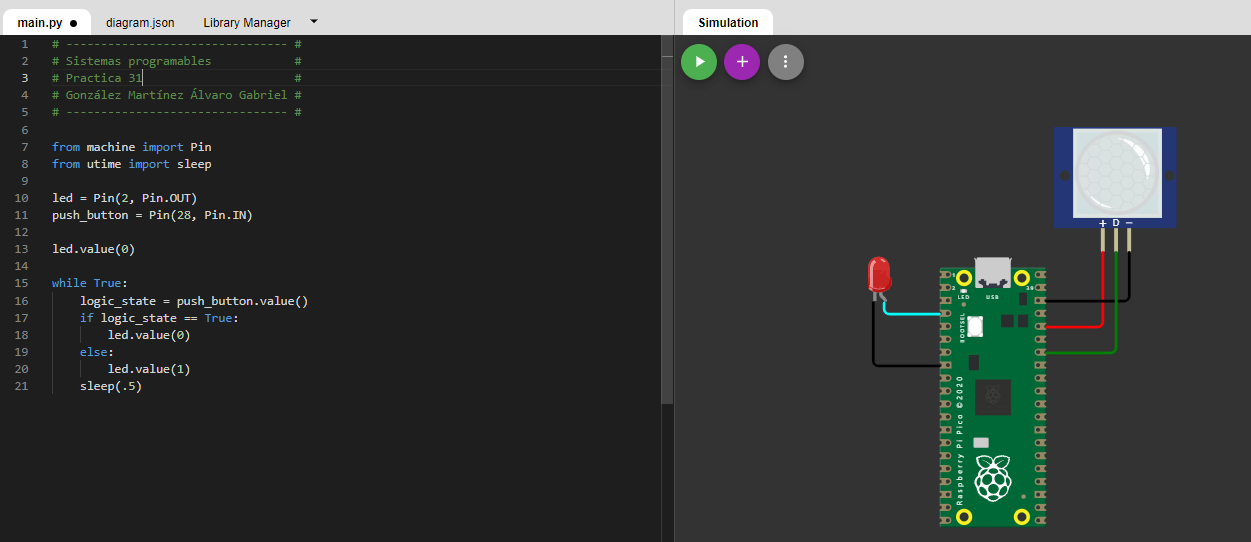 main.py ●
diagram.json
Library Manager
Simulation
1 # -------------------------------- #
2 # Sistemas programables            #
3 # Practica 31                      #
4 # González Martínez Álvaro Gabriel #
5 # -------------------------------- #
6
7 from machine import Pin
8 from utime import sleep
9
10 led = Pin(2, Pin.OUT)
11 push_button = Pin(28, Pin.IN)
12
13 led.value(0)
14
15 while True:
16     logic_state = push_button.value()
17     if logic_state == True:
18         led.value(0)
19     else:
20         led.value(1)
21     sleep(.5)
+ D −
1
2
39
LED
USB
BOOTSEL
Raspberry Pi Pico ©2020